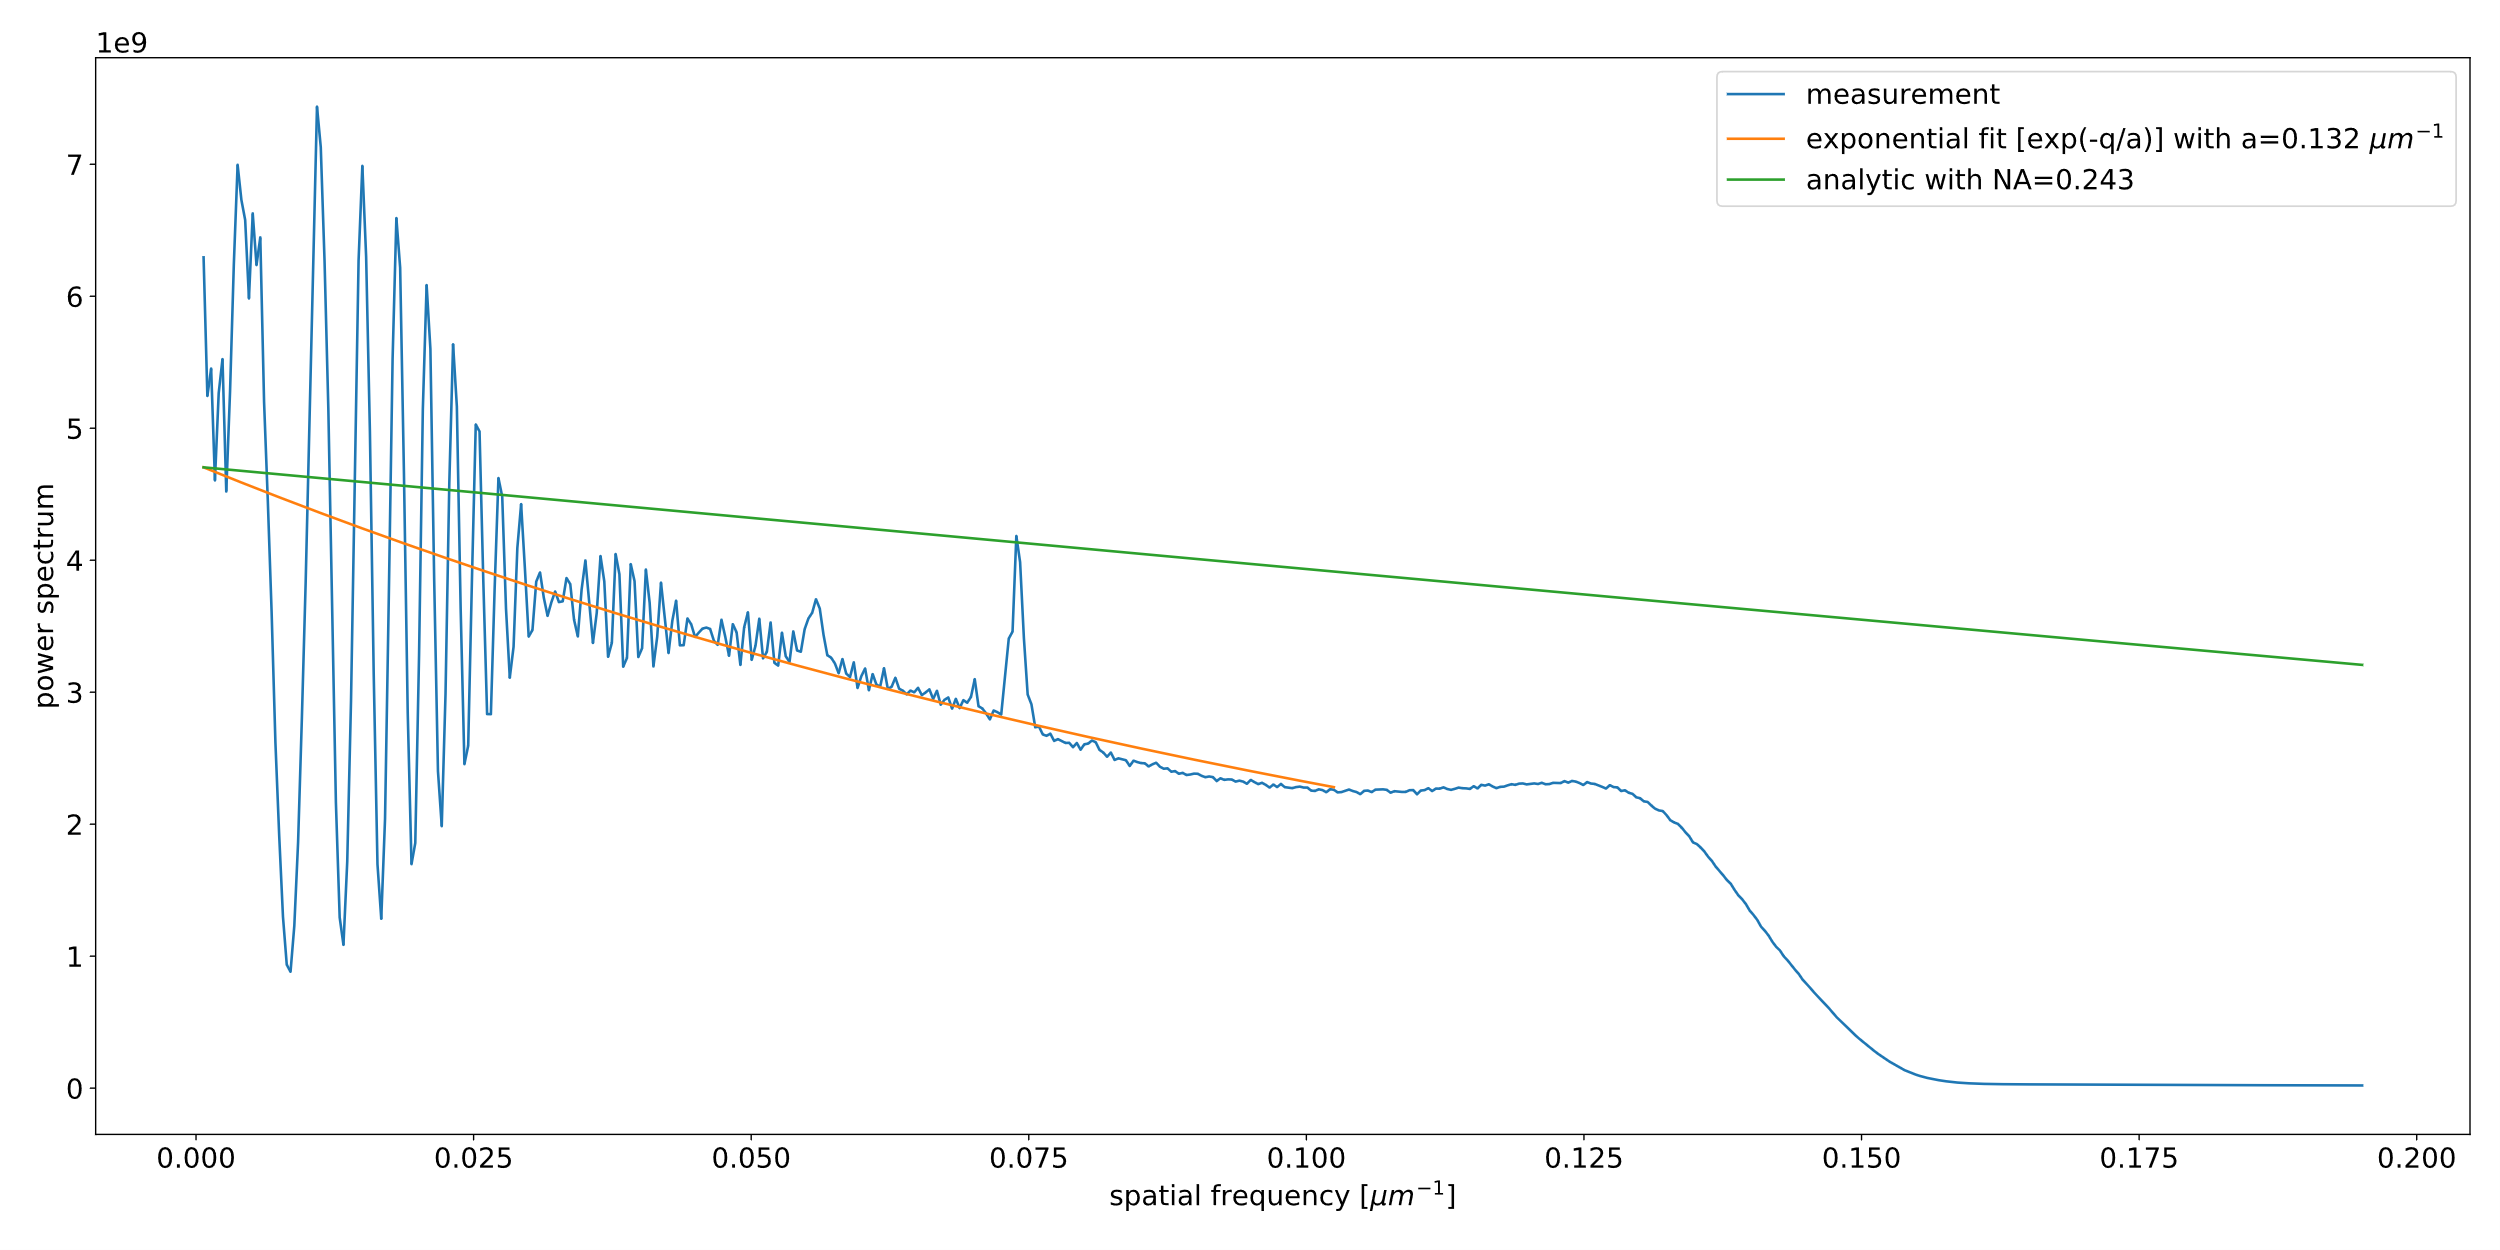 1e9
measurement
exponential fit [exp(-q/a)] with a=0.132 μm⁻¹
analytic with NA=0.243
7
6
5
4
3
2
1
0
power spectrum
0.000 0.025 0.050 0.075 0.100 0.125 0.150 0.175 0.200
spatial frequency [μm⁻¹]